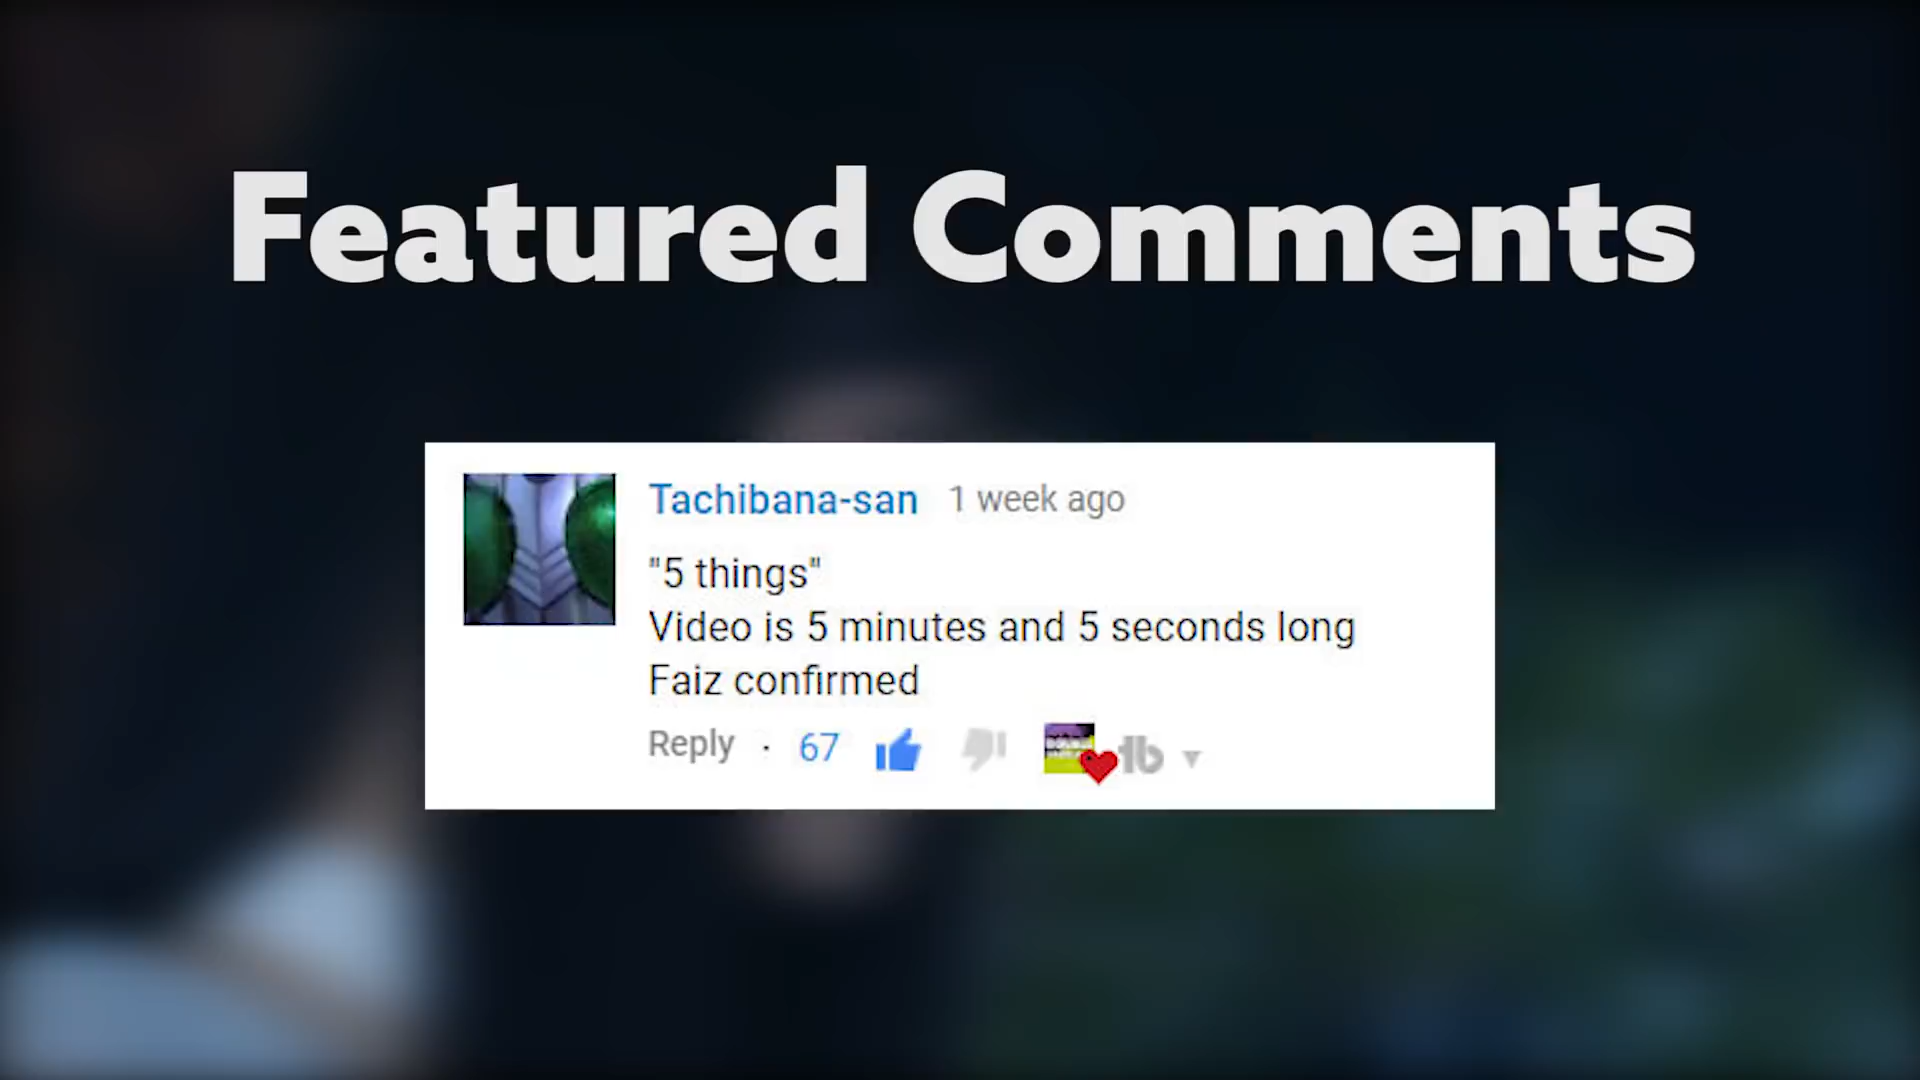 Featured Comments
Tachibana-san 1 week ago
"5 things"
Video is 5 minutes and 5 seconds long
Faiz confirmed
Reply · 67